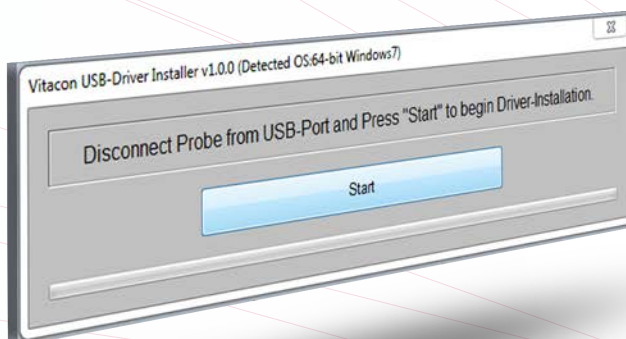 Vitacon USB-Driver Installer v1.0.0 (Detected OS:64-bit Windows7)
Disconnect Probe from USB-Port and Press "Start" to begin Driver-Installation.
Start